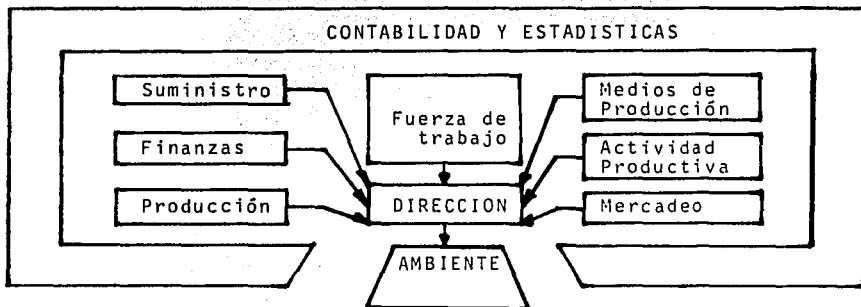 CONTABILIDAD Y ESTADISTICAS
Suministro
Fuerza de
trabajo
Medios de
Producción
Finanzas
Actividad
Productiva
Producción
DIRECCION
Mercadeo
AMBIENTE